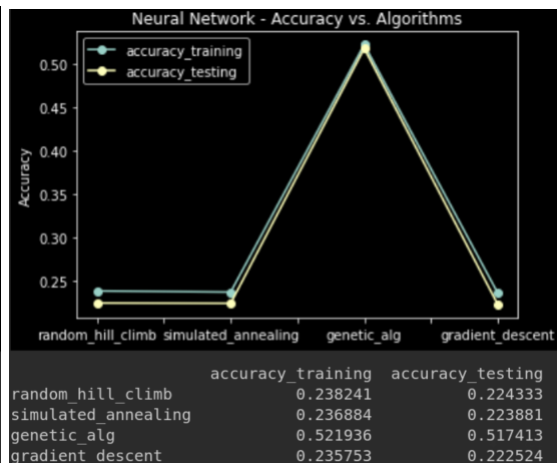 Neural Network - Accuracy vs. Algorithms
accuracy_training
accuracy_testing
0.50
0.45
0.40
0.35
0.30
0.25
Accuracy
random_hill_climb simulated_annealing genetic_alg gradient_descent
accuracy_training accuracy_testing
random_hill_climb 0.238241 0.224333
simulated_annealing 0.236884 0.223881
genetic_alg 0.521936 0.517413
gradient_descent 0.235753 0.222524